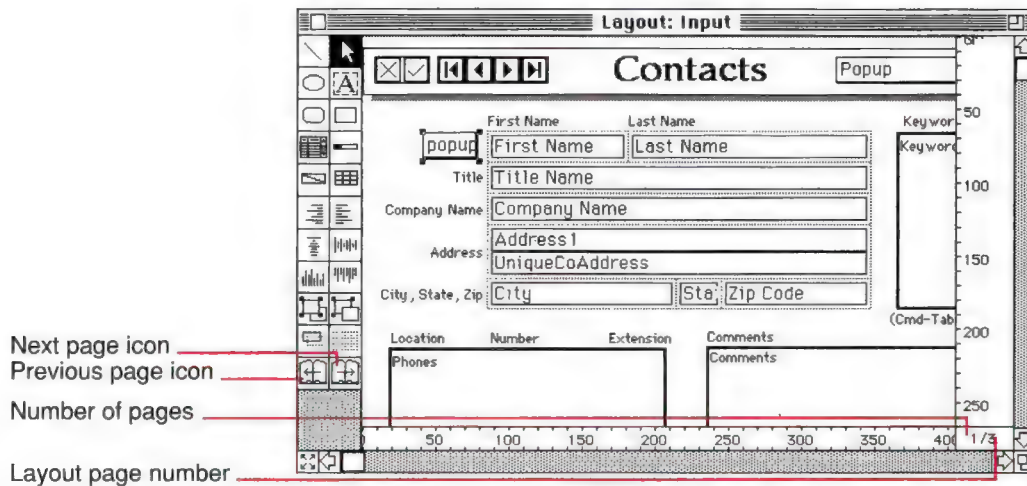 Layout: Input
Contacts
Popup
First Name Last Name Keywor
popup First Name Last Name Keyword
Title Title Name
Company Name Company Name
Address Address1
UniqueCoAddress
City, State, Zip City Sta Zip Code
(Cmd-Tab
Location Number Extension Comments
Phones Comments
50
100
150
200
250
50 100 150 200 250 300 350 40 1/3
Next page icon
Previous page icon
Number of pages
Layout page number